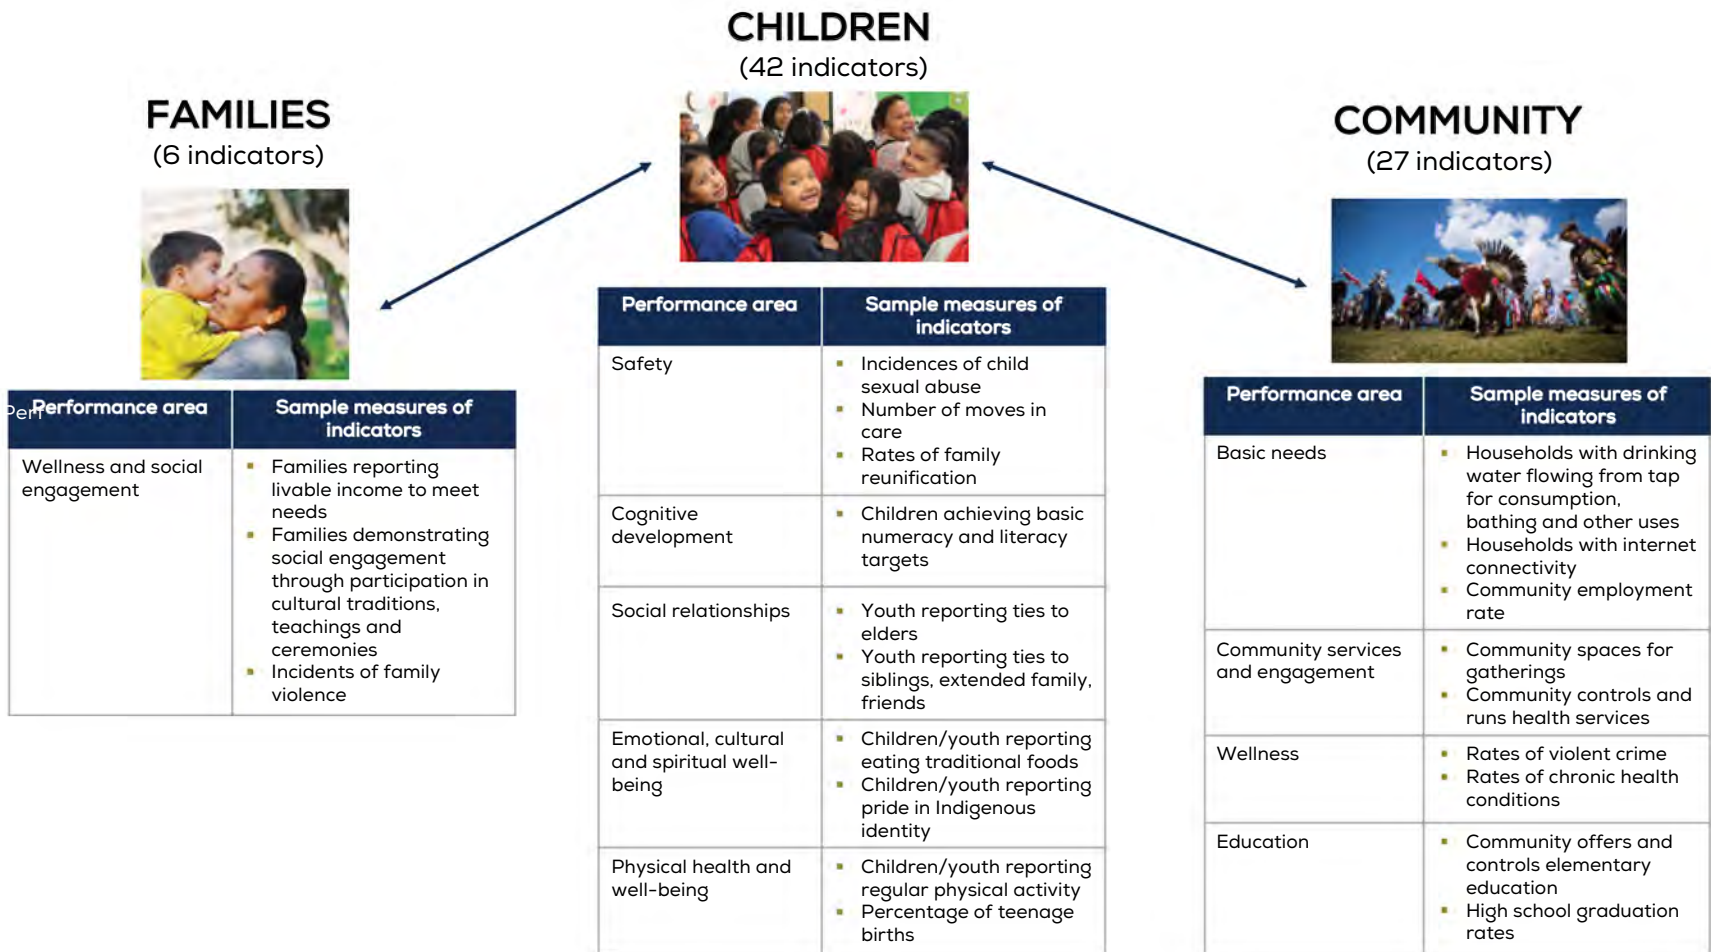 CHILDREN
(42 indicators)
FAMILIES
(6 indicators)
COMMUNITY
(27 indicators)
Perf
Performance area
Sample measures of
indicators
Wellness and social
engagement
Families reporting
livable income to meet
needs
Families demonstrating
social engagement
through participation in
cultural traditions,
teachings and
ceremonies
Incidents of family
violence
Performance area
Sample measures of
indicators
Safety
Incidences of child
sexual abuse
Number of moves in
care
Rates of family
reunification
Cognitive
development
Children achieving basic
numeracy and literacy
targets
Social relationships
Youth reporting ties to
elders
Youth reporting ties to
siblings, extended family,
friends
Emotional, cultural
and spiritual well-
being
Children/youth reporting
eating traditional foods
Children/youth reporting
pride in Indigenous
identity
Physical health and
well-being
Children/youth reporting
regular physical activity
Percentage of teenage
births
Performance area
Sample measures of
indicators
Basic needs
Households with drinking
water flowing from tap
for consumption,
bathing and other uses
Households with internet
connectivity
Community employment
rate
Community services
and engagement
Community spaces for
gatherings
Community controls and
runs health services
Wellness
Rates of violent crime
Rates of chronic health
conditions
Education
Community offers and
controls elementary
education
High school graduation
rates